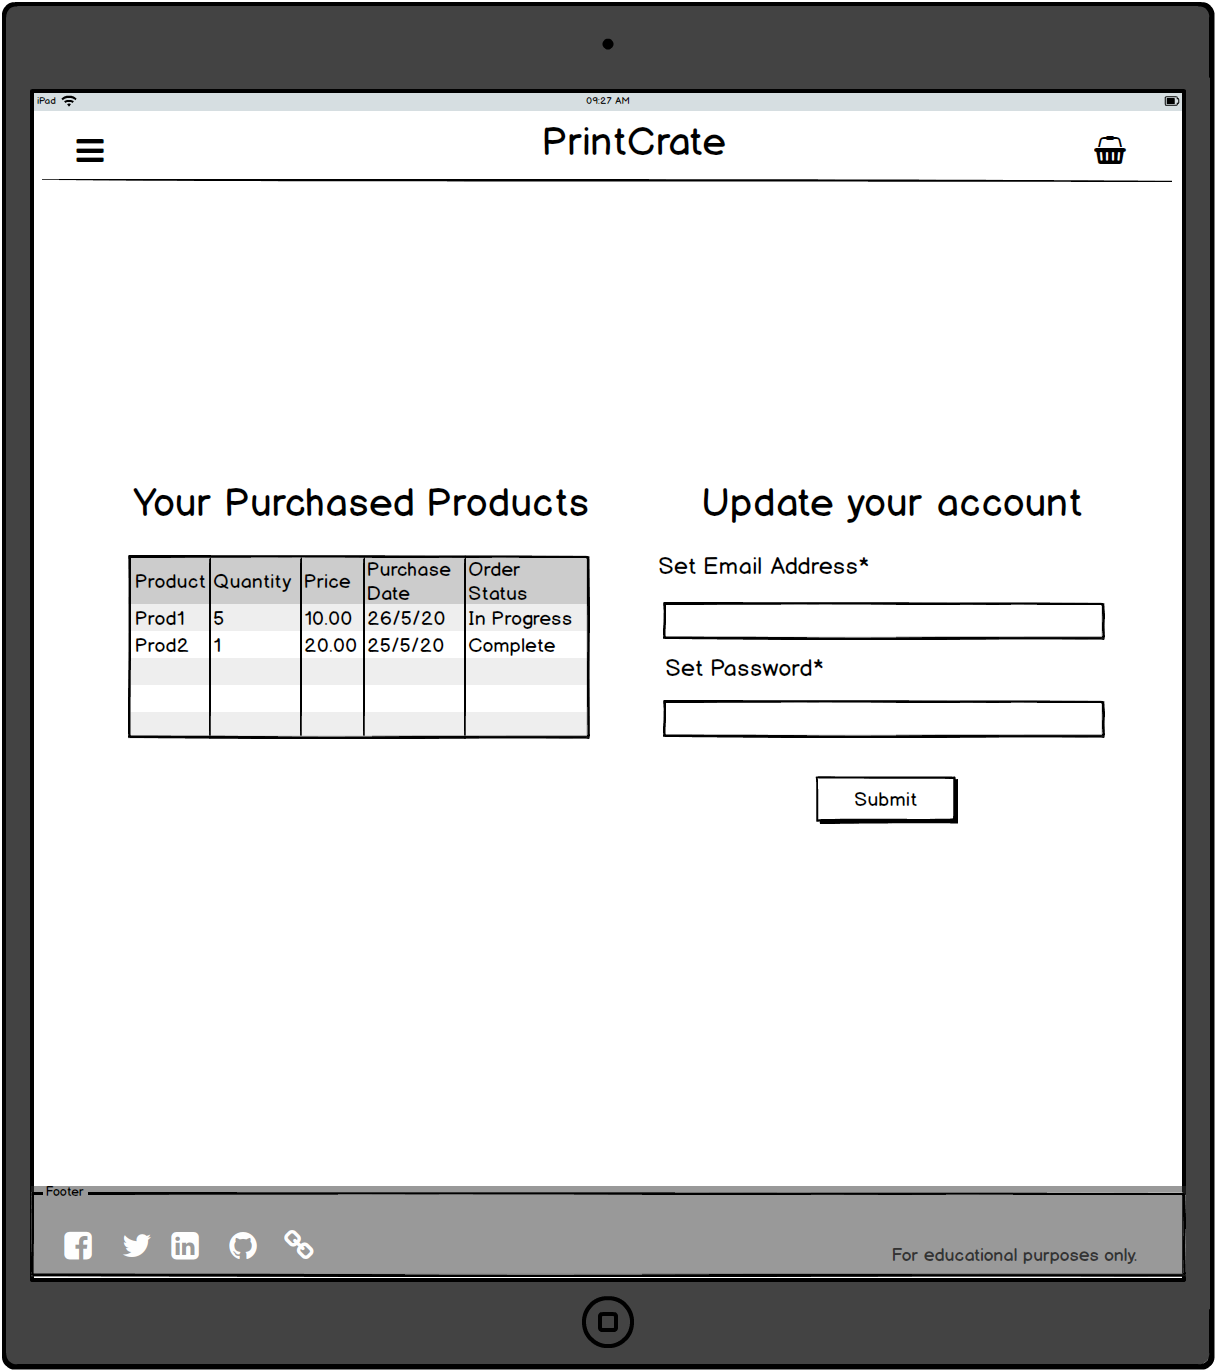 iPad 09:27 AM
PrintCrate
Your Purchased Products
Update your account
Product Quantity Price Purchase Date Order Status
Prod1 5 10.00 26/5/20 In Progress
Prod2 1 20.00 25/5/20 Complete
Set Email Address*
Set Password*
Submit
Footer
For educational purposes only.